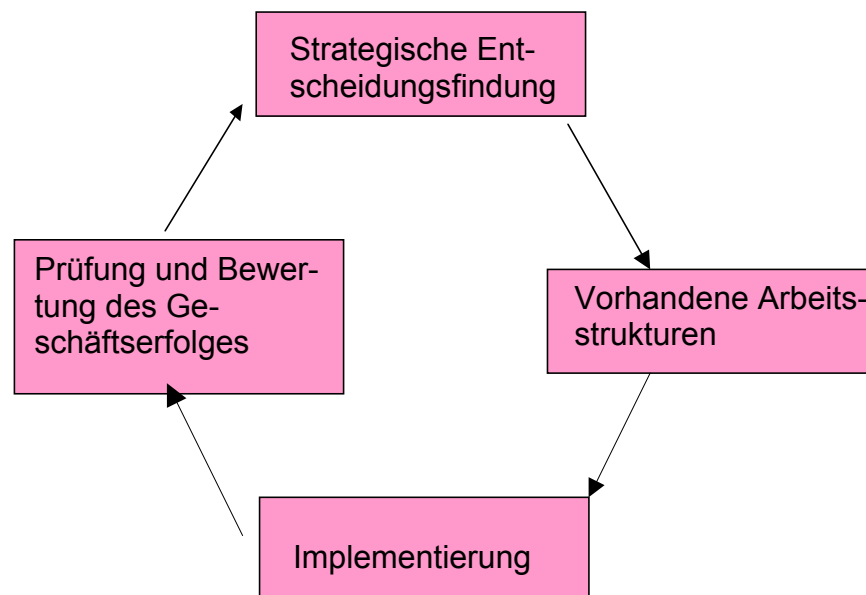 Strategische Ent-
scheidungsfindung
Prüfung und Bewer-
tung des Ge-
schäftserfolges
Vorhandene Arbeits-
strukturen
Implementierung